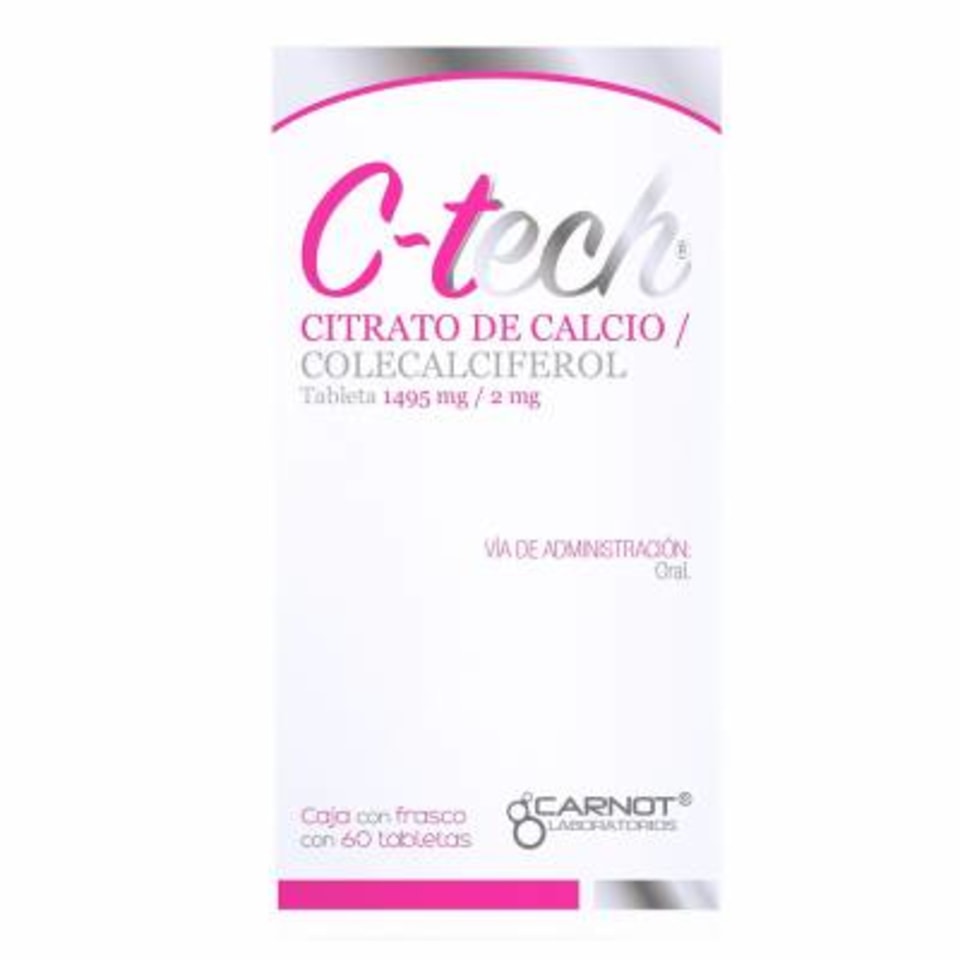 C-tech®
CITRATO DE CALCIO /
COLECALCIFEROL
Tableta 1495 mg / 2 mg
VÍA DE ADMINISTRACIÓN:
Oral.
Caja con frasco
con 60 tabletas
CARNOT®
LABORATORIOS